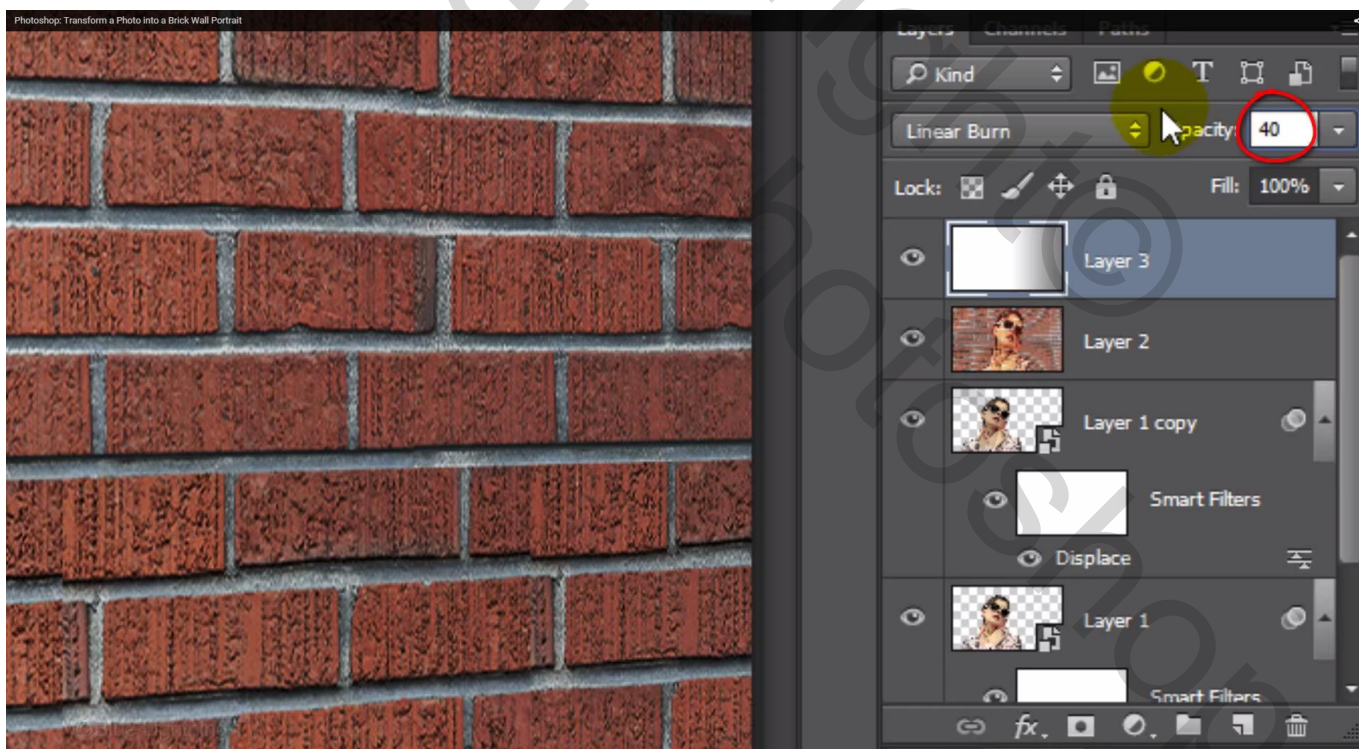 Photoshop: Transform a Photo into a Brick Wall Portrait
Layers Channels Paths
Kind
Linear Burn
Opacity: 40
Lock:
Fill: 100%
Layer 3
Layer 2
Layer 1 copy
Smart Filters
Displace
Layer 1
Smart Filters
fx.